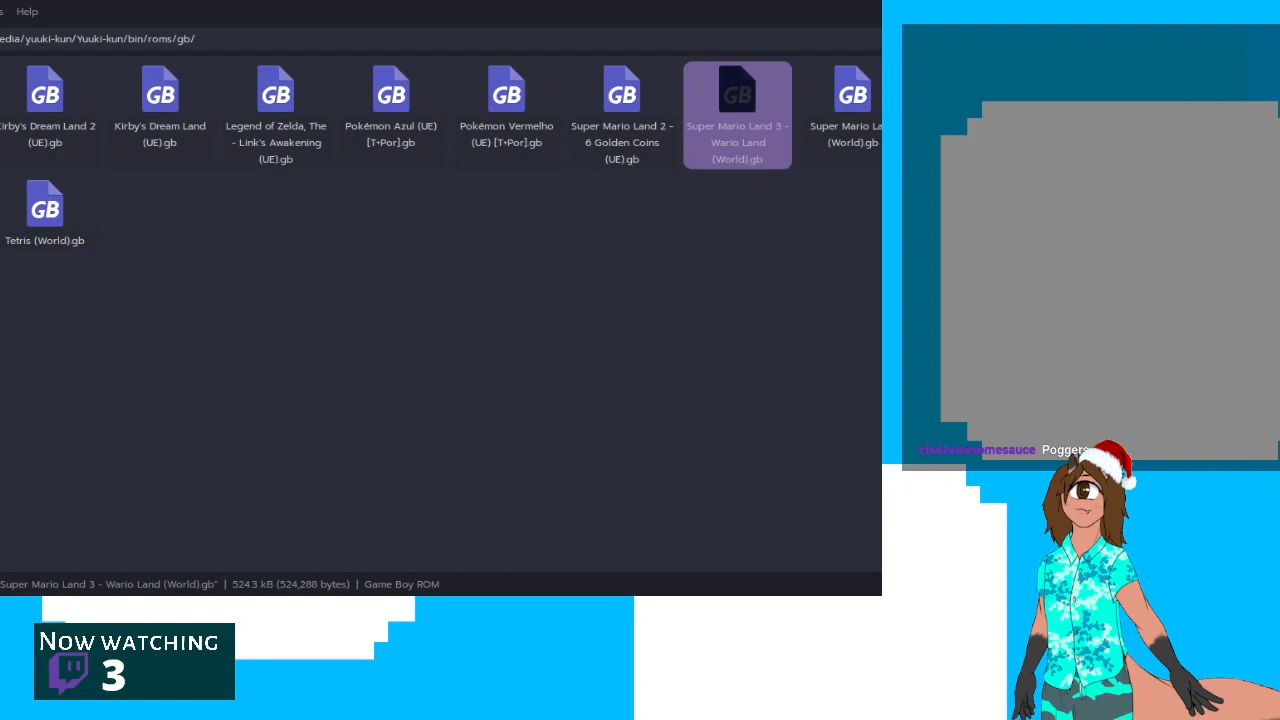 s Help
edia/yuuki-kun/Yuuki-kun/bin/roms/gb/
GB GB GB GB GB GB GB GB
irby's Dream Land 2
(UE).gb
Kirby's Dream Land
(UE).gb
Legend of Zelda, The
- Link's Awakening
(UE).gb
Pokémon Azul (UE)
[T+Por].gb
Pokémon Vermelho
(UE) [T+Por].gb
Super Mario Land 2 -
6 Golden Coins
(UE).gb
Super Mario Land 3 -
Wario Land
(World).gb
Super Mario La
(World).gb
GB
Tetris (World).gb
Super Mario Land 3 - Wario Land (World).gb" | 524.3 kB (524,288 bytes) | Game Boy ROM
Poggers
Now watching
3